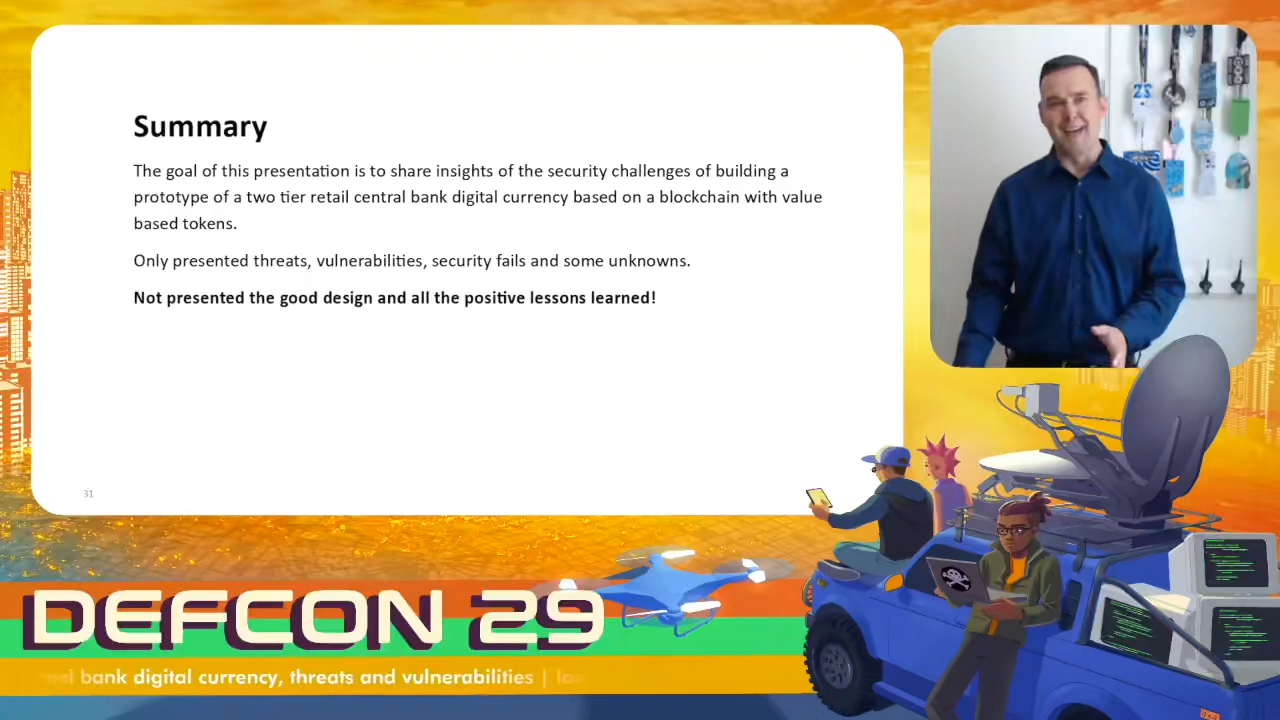 Summary
The goal of this presentation is to share insights of the security challenges of building a
prototype of a two tier retail central bank digital currency based on a blockchain with value
based tokens.
Only presented threats, vulnerabilities, security fails and some unknowns.
Not presented the good design and all the positive lessons learned!
31
DEFCON 29
bank digital currency, threats and vulnerabilities |